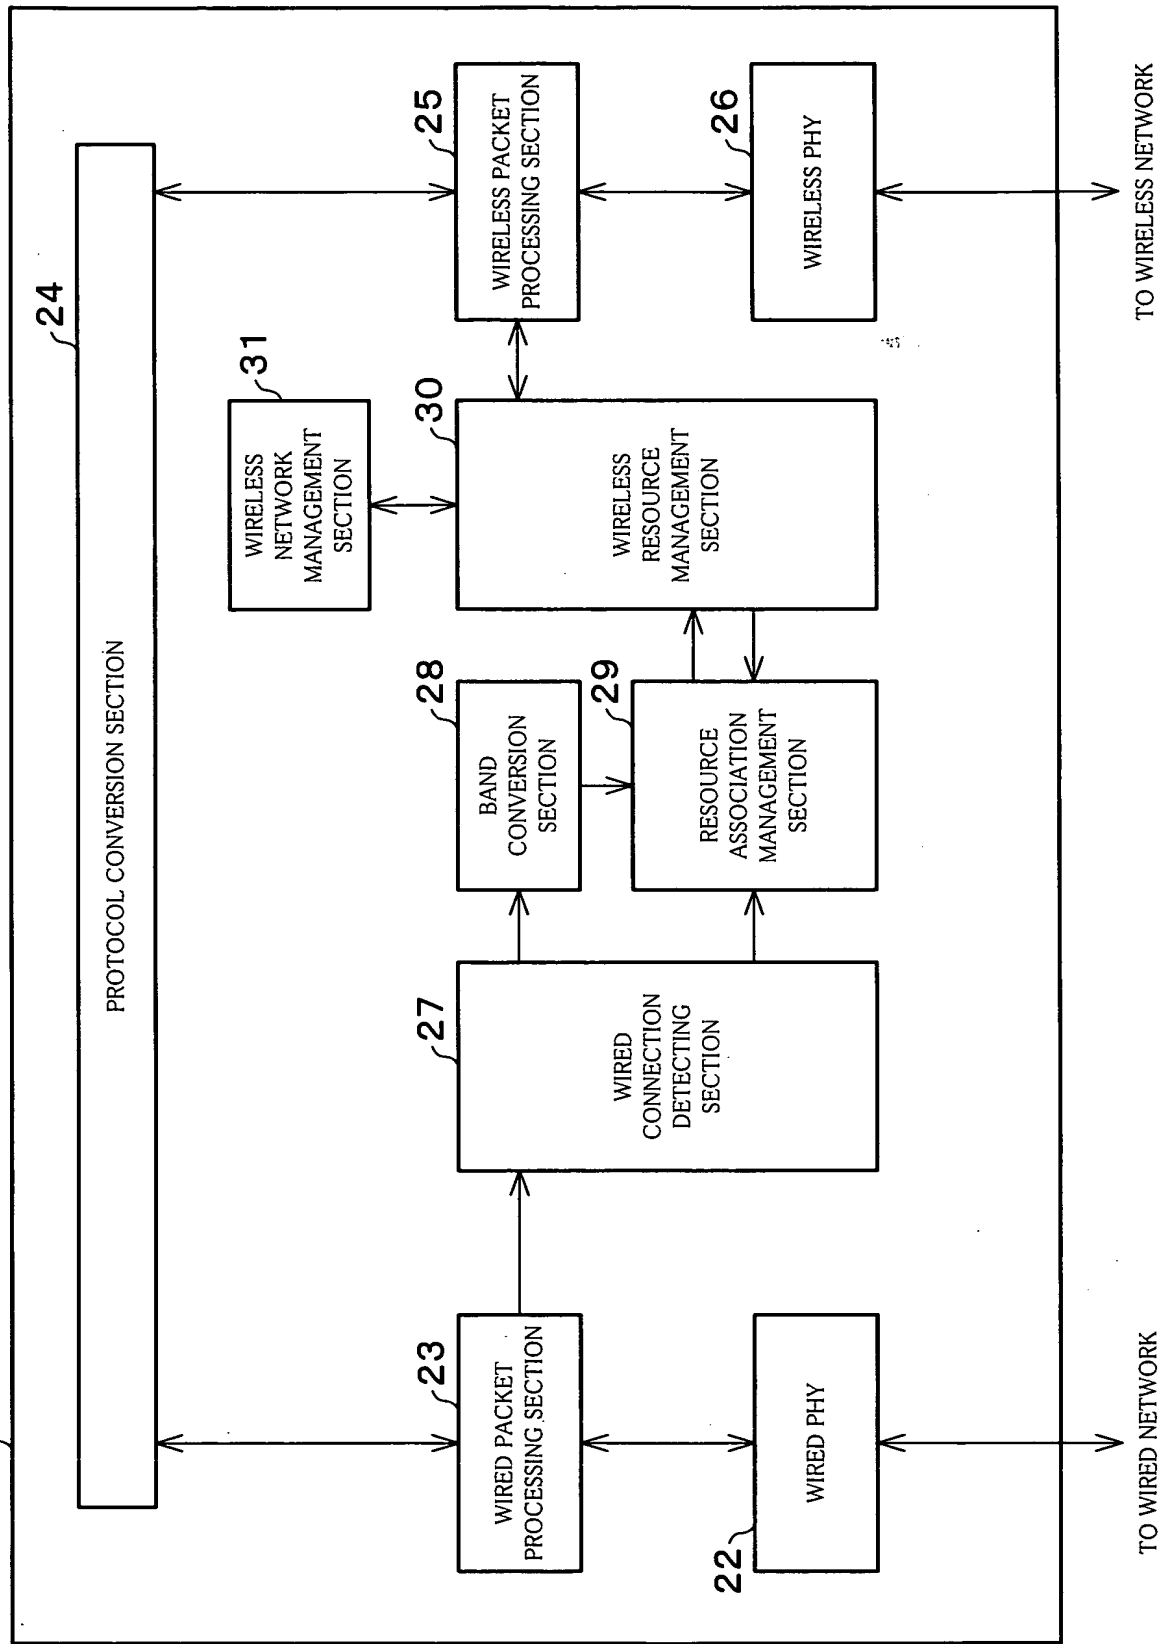 24
PROTOCOL CONVERSION SECTION
31
WIRELESS
NETWORK
MANAGEMENT
SECTION
23
WIRED PACKET
PROCESSING SECTION
27
WIRED
CONNECTION
DETECTING
SECTION
28
BAND
CONVERSION
SECTION
29
RESOURCE
ASSOCIATION
MANAGEMENT
SECTION
30
WIRELESS
RESOURCE
MANAGEMENT
SECTION
25
WIRELESS PACKET
PROCESSING SECTION
22
WIRED PHY
26
WIRELESS PHY
TO WIRED NETWORK
TO WIRELESS NETWORK